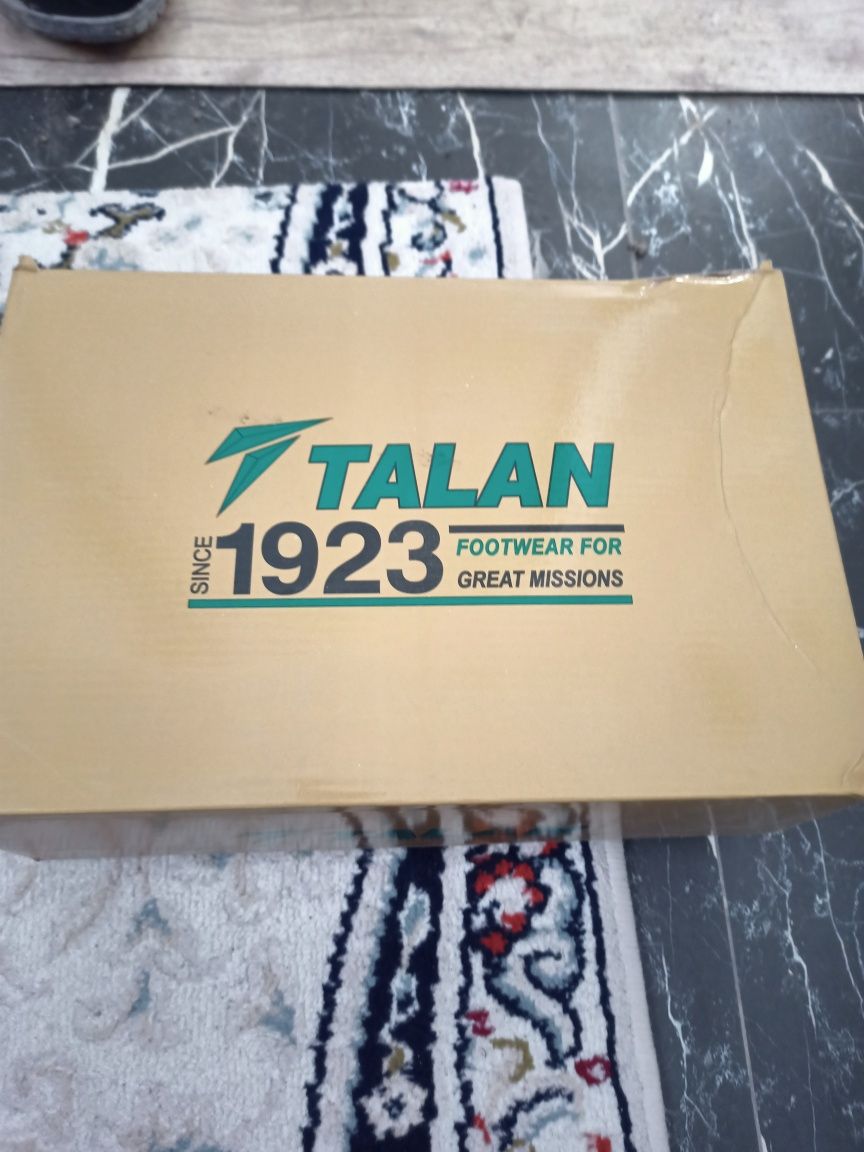 TALAN
SINCE 1923
FOOTWEAR FOR
GREAT MISSIONS